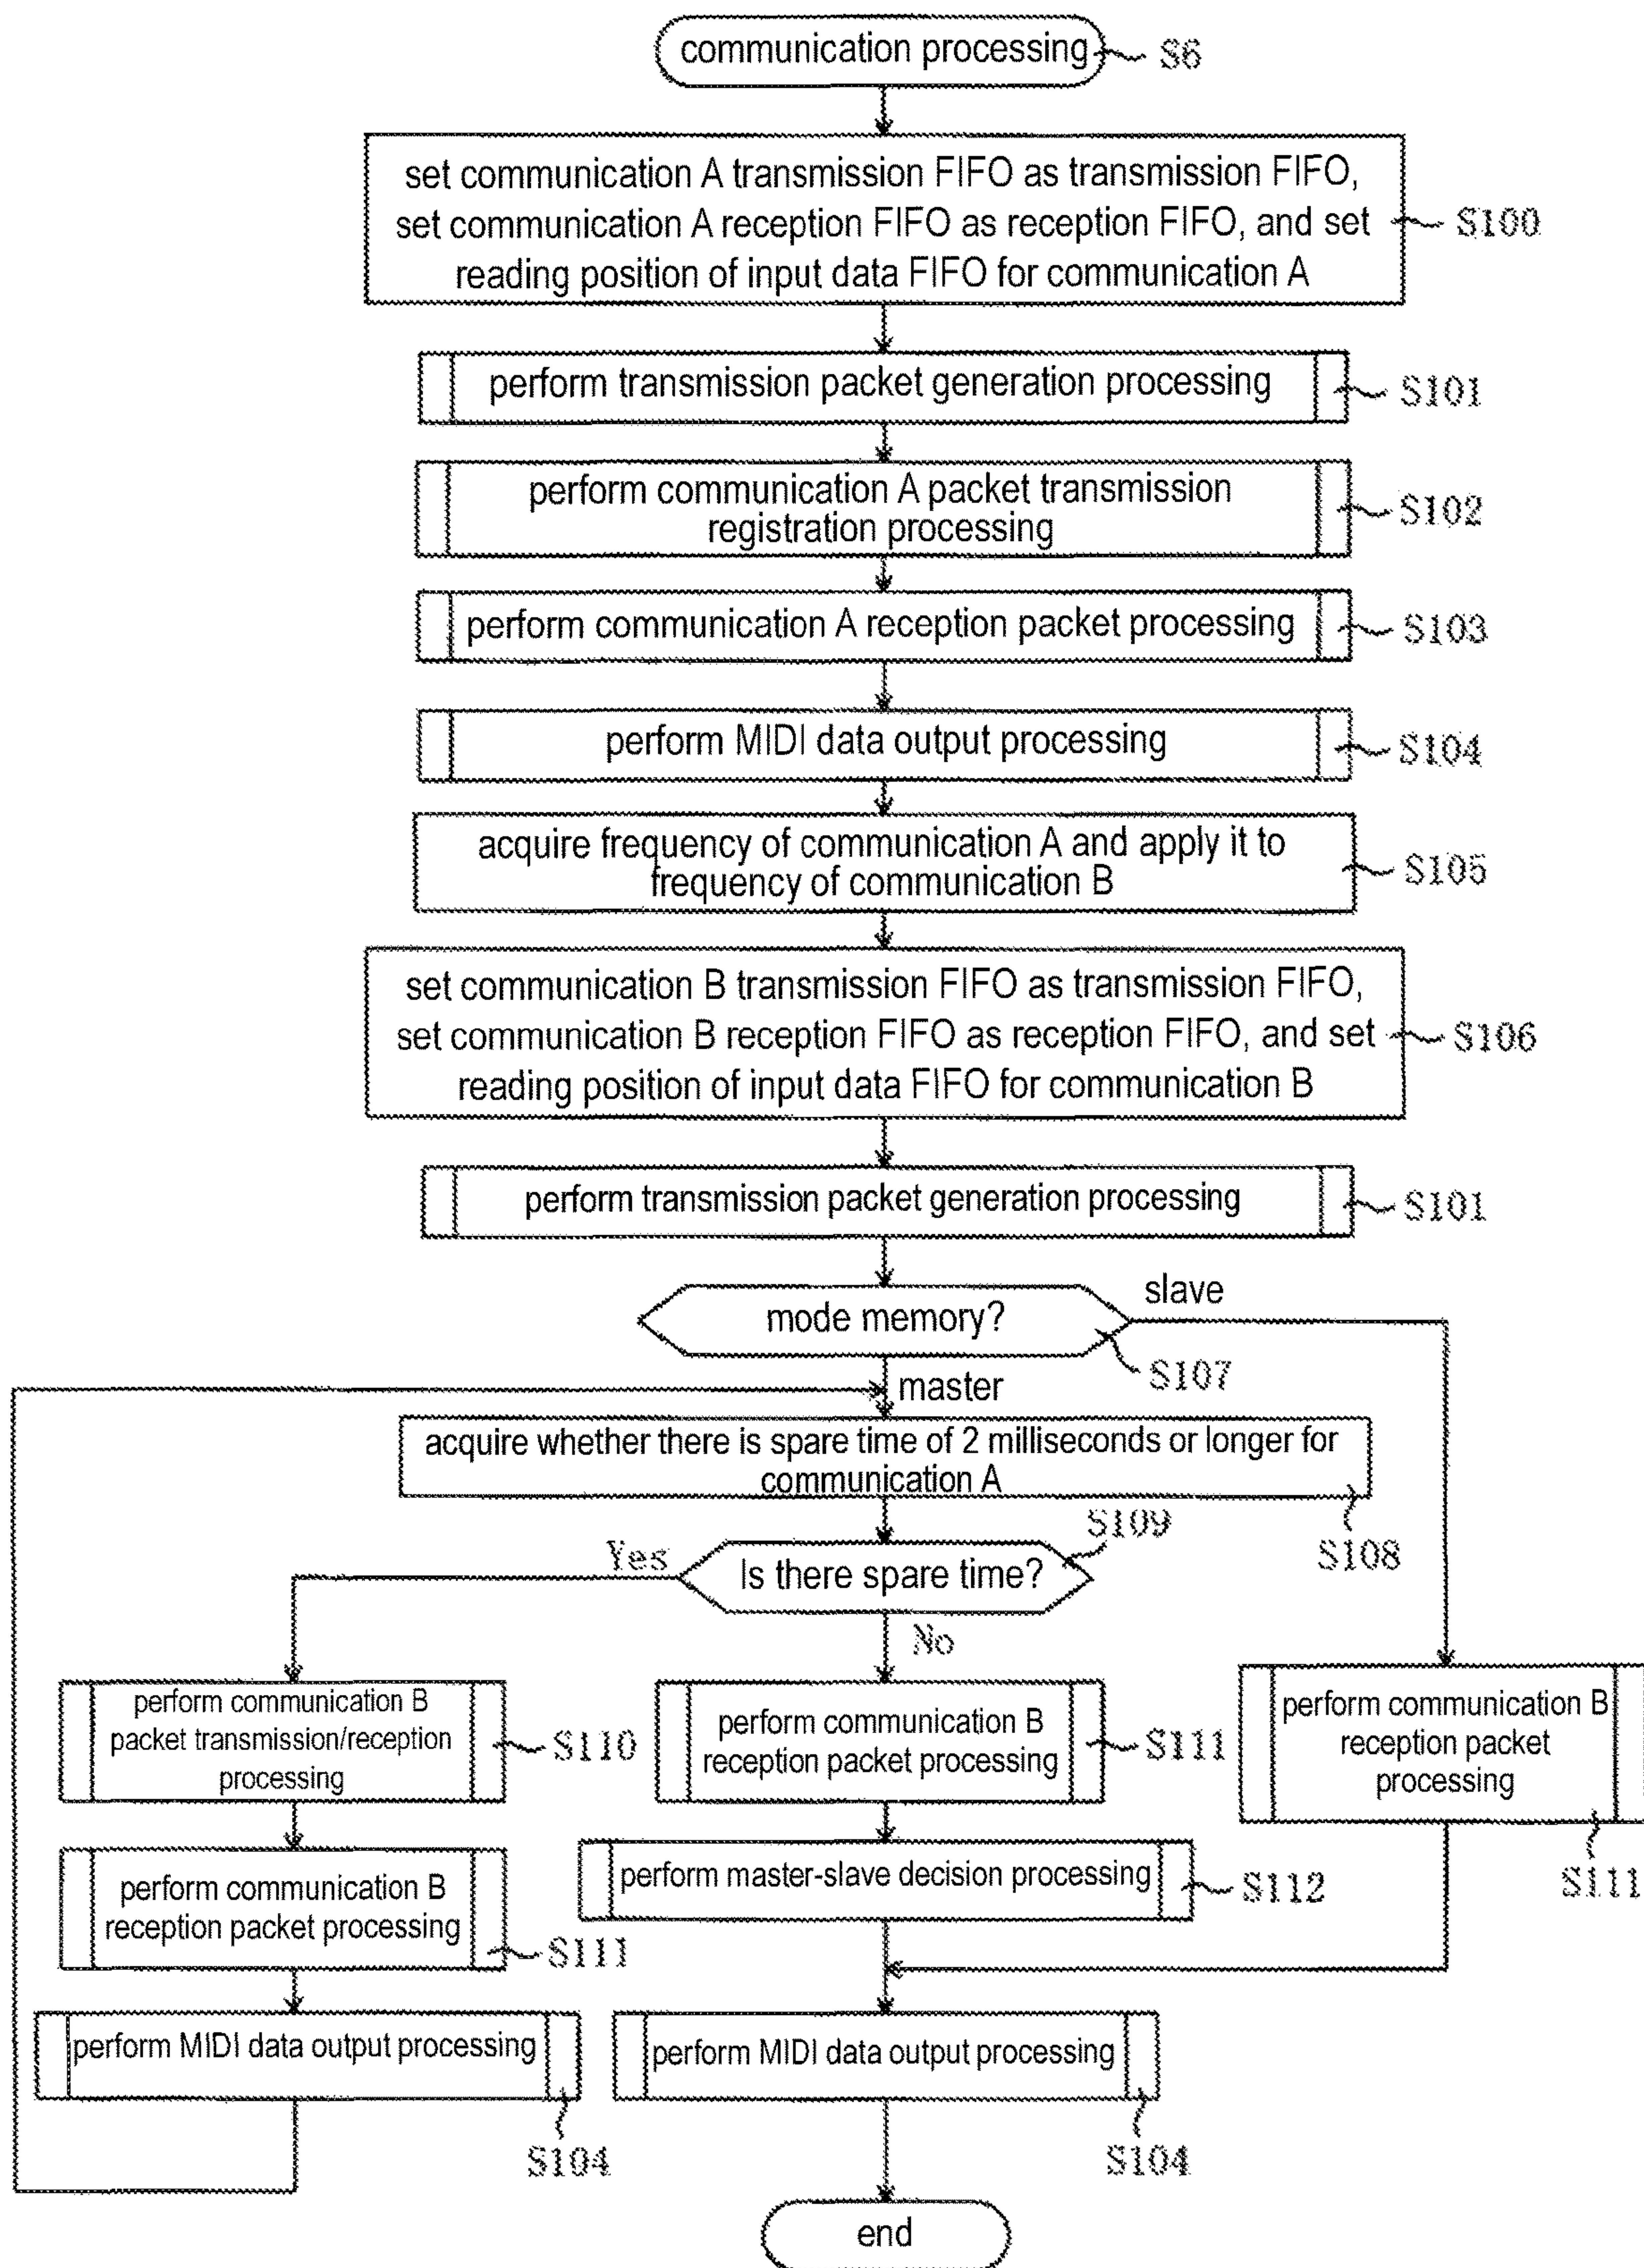 communication processing
S6
set communication A transmission FIFO as transmission FIFO,
set communication A reception FIFO as reception FIFO, and set
reading position of input data FIFO for communication A
S100
perform transmission packet generation processing
S101
perform communication A packet transmission
registration processing
S102
perform communication A reception packet processing
S103
perform MIDI data output processing
S104
acquire frequency of communication A and apply it to
frequency of communication B
S105
set communication B transmission FIFO as transmission FIFO,
set communication B reception FIFO as reception FIFO, and set
reading position of input data FIFO for communication B
S106
perform transmission packet generation processing
S101
mode memory?
slave
S107
master
acquire whether there is spare time of 2 milliseconds or longer for
communication A
S108
S109
Is there spare time?
Yes
No
perform communication B
packet transmission/reception
processing
S110
perform communication B
reception packet processing
S111
perform communication B
reception packet
processing
S111
perform communication B
reception packet processing
S111
perform master-slave decision processing
S112
perform MIDI data output processing
S104
perform MIDI data output processing
S104
end